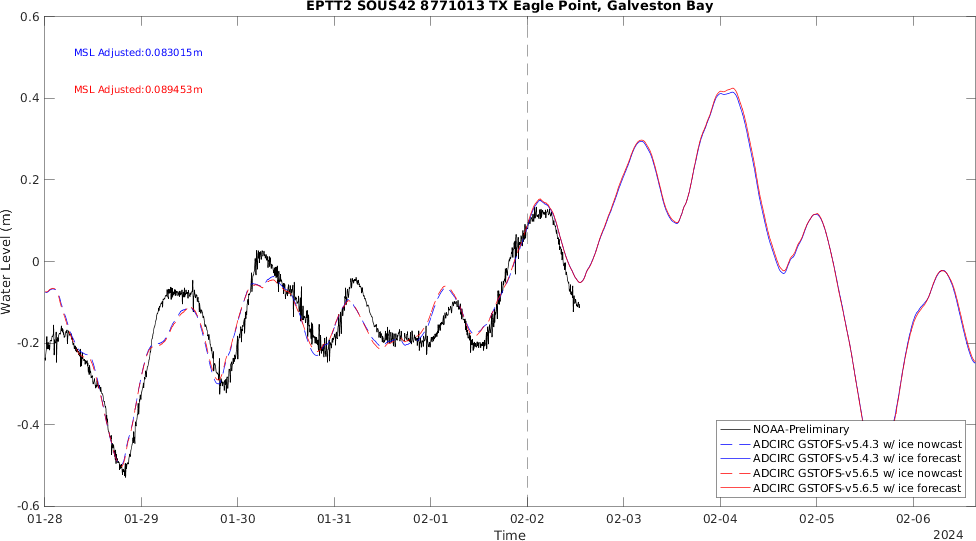 EPTT2 SOUS42 8771013 TX Eagle Point, Galveston Bay
MSL Adjusted:0.083015m
MSL Adjusted:0.089453m
Water Level (m)
0.6
0.4
0.2
0
-0.2
-0.4
-0.6
NOAA-Preliminary
ADCIRC GSTOFS-v5.4.3 w/ ice nowcast
ADCIRC GSTOFS-v5.4.3 w/ ice forecast
ADCIRC GSTOFS-v5.6.5 w/ ice nowcast
ADCIRC GSTOFS-v5.6.5 w/ ice forecast
01-28 01-29 01-30 01-31 02-01 02-02 02-03 02-04 02-05 02-06
Time
2024